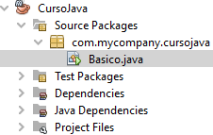 CursoJava
Source Packages
com.mycompany.cursojava
Basico.java
Test Packages
Dependencies
Java Dependencies
Project Files